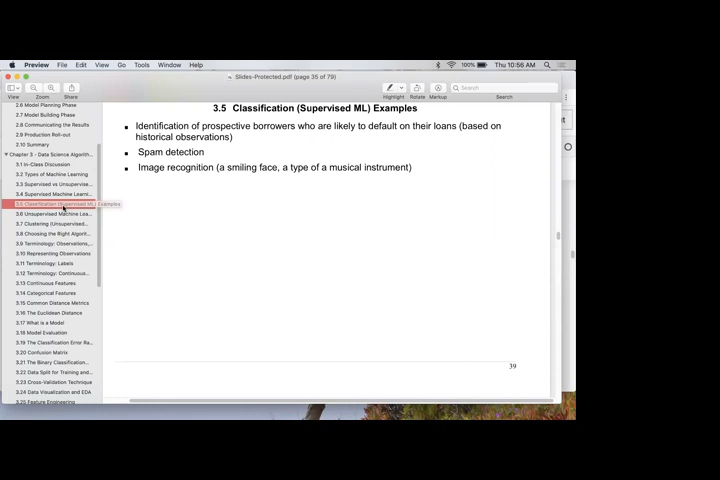 Preview File Edit View Go Tools Window Help
100% Thu 10:56 AM
Slides-Protected.pdf (page 35 of 79)
View Zoom Share Highlight Rotate Markup Search
Search
2.6 Model Planning Phase
2.7 Model Building Phase
2.8 Communicating the Results
2.9 Production Roll-out
2.10 Summary
Chapter 3 - Data Science Algorith...
3.1 In-Class Discussion
3.2 Types of Machine Learning
3.3 Supervised vs Unsupervise...
3.4 Supervised Machine Learni...
3.5 Classification (Supervised ML) Examples
3.6 Unsupervised Machine Lea...
3.7 Clustering (Unsupervised...
3.8 Choosing the Right Algorit...
3.9 Terminology: Observations,...
3.10 Representing Observations
3.11 Terminology: Labels
3.12 Terminology: Continuous...
3.13 Continuous Features
3.14 Categorical Features
3.15 Common Distance Metrics
3.16 The Euclidean Distance
3.17 What is a Model
3.18 Model Evaluation
3.19 The Classification Error Ra...
3.20 Confusion Matrix
3.21 The Binary Classification...
3.22 Data Split for Training and...
3.23 Cross-Validation Technique
3.24 Data Visualization and EDA
3.25 Feature Engineering
3.5 Classification (Supervised ML) Examples
Identification of prospective borrowers who are likely to default on their loans (based on
historical observations)
Spam detection
Image recognition (a smiling face, a type of a musical instrument)
39